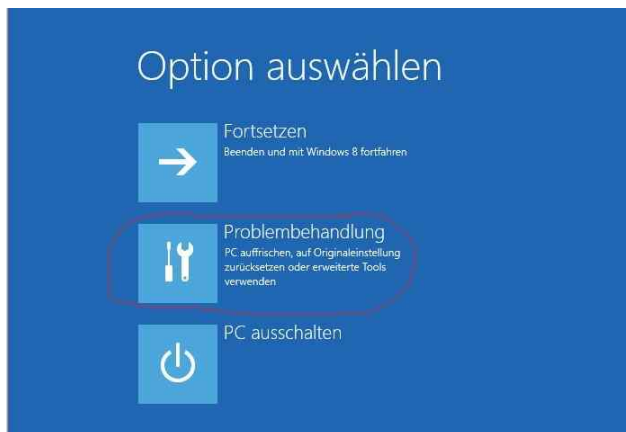 Option auswählen
Fortsetzen
Beenden und mit Windows 8 fortfahren
Problembehandlung
PC auffrischen, auf Originaleinstellung
zurücksetzen oder erweiterte Tools
verwenden
PC ausschalten